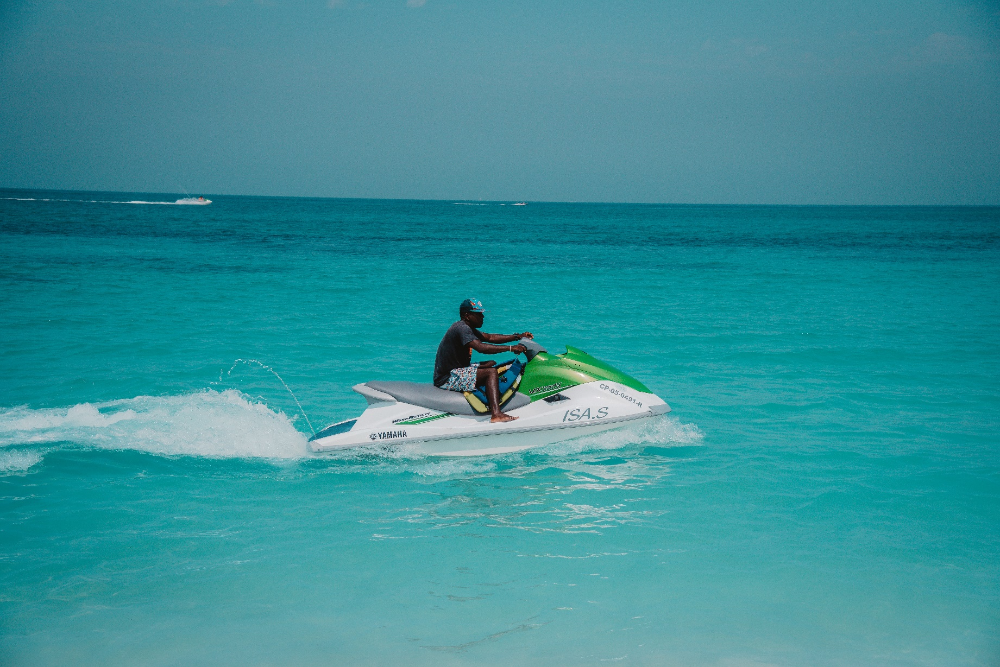 CP-05-0491-R
ISA.S
WaveRunner
YAMAHA